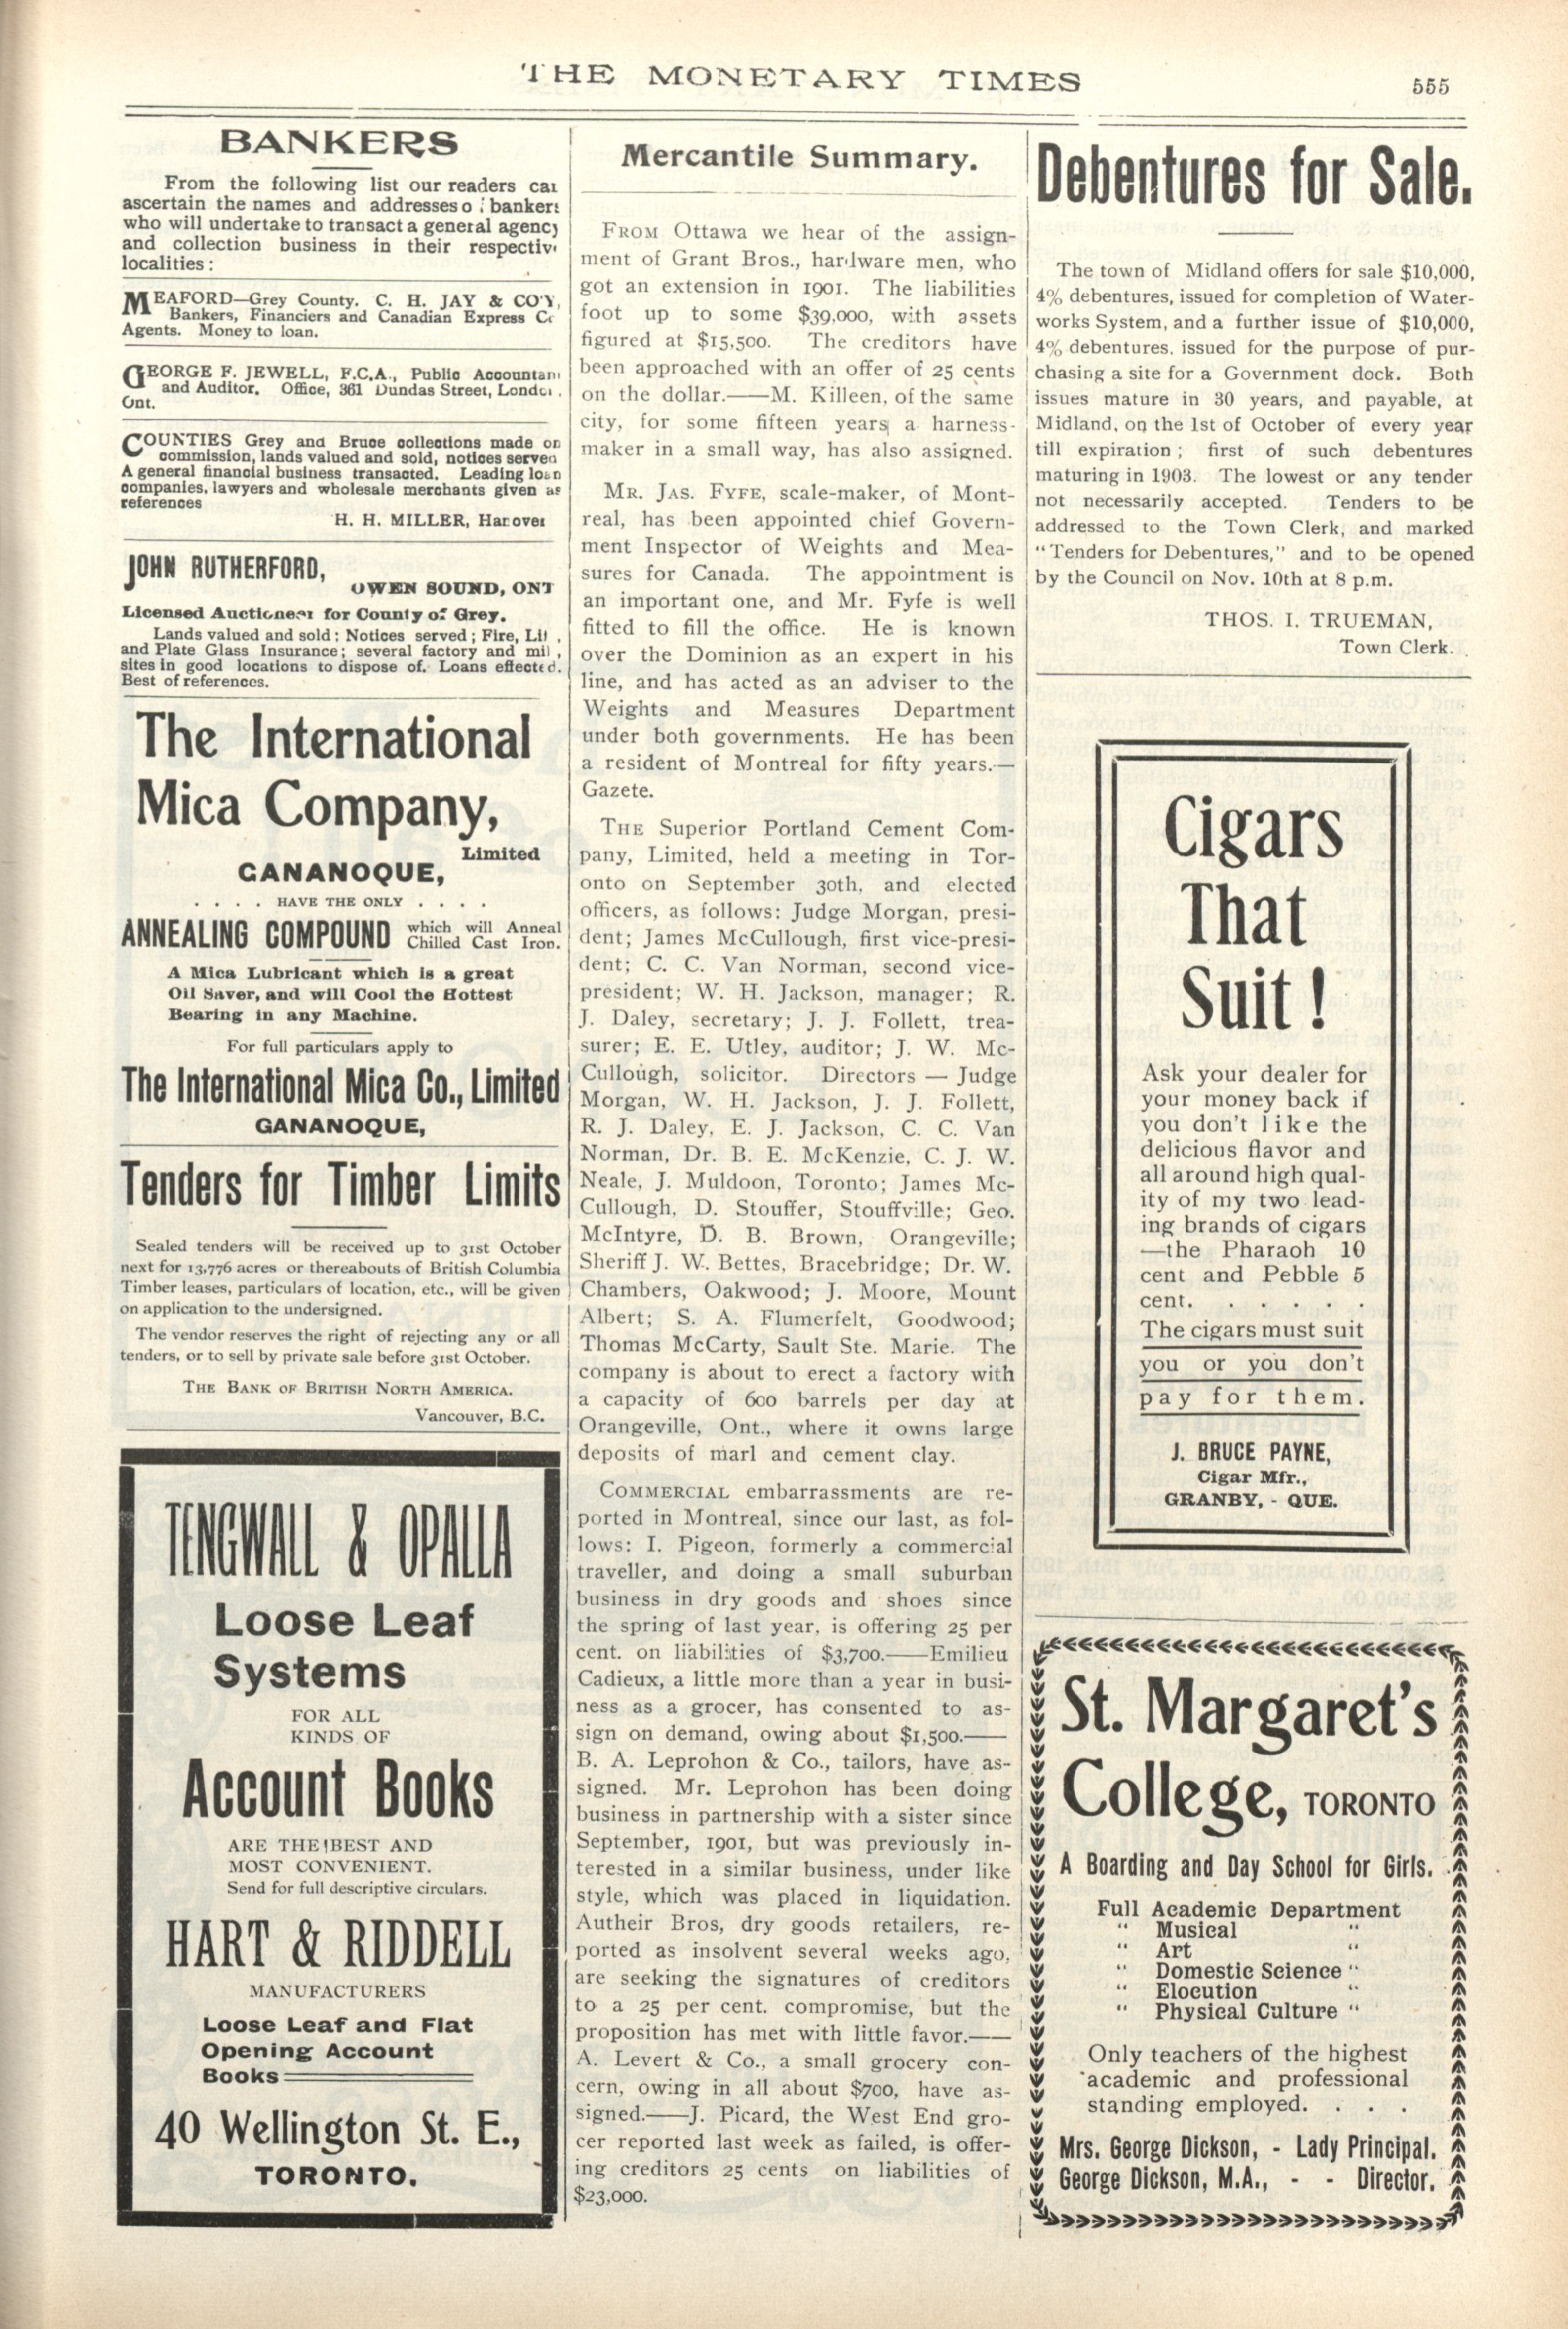 THE MONETARY TIMES
555
BANKERS
From the following list our readers
ascertain the names and addresses o bankers
who will undertake to transact a general agency
and collection business in their respective
localities:
MEAFORD—Grey County. C. H. JAY & CO'Y,
Bankers, Financiers and Canadian Express Co
Agents. Money to loan.
GEORGE F. JEWELL, F.C.A., Public Accountant
and Auditor. Office, 361 Dundas Street, London,
Ont.
COUNTIES Grey and Bruce collections made on
commission, lands valued and sold, notices served
A general financial business transacted. Leading loan
companies, lawyers and wholesale merchants given as
references
H. H. MILLER, Hanover
JOHN RUTHERFORD,
OWEN SOUND, ONT
Licensed Auctioneer for County of Grey.
Lands valued and sold; Notices served; Fire, Life,
and Plate Glass Insurance; several factory and mill
sites in good locations to dispose of. Loans effected.
Best of references.
The International
Mica Company,
Limited
GANANOQUE,
. . . . HAVE THE ONLY . . . .
ANNEALING COMPOUND which will Anneal
Chilled Cast Iron.
A Mica Lubricant which is a great
Oil Saver, and will Cool the Hottest
Bearing in any Machine.
For full particulars apply to
The International Mica Co., Limited
GANANOQUE,
Tenders for Timber Limits
Sealed tenders will be received up to 31st October
next for 13,776 acres or thereabouts of British Columbia
Timber leases, particulars of location, etc., will be given
on application to the undersigned.
The vendor reserves the right of rejecting any or all
tenders, or to sell by private sale before 31st October.
THE BANK OF BRITISH NORTH AMERICA.
Vancouver, B.C.
TENGWALL & OPALLA
Loose Leaf
Systems
FOR ALL
KINDS OF
Account Books
ARE THE BEST AND
MOST CONVENIENT.
Send for full descriptive circulars.
HART & RIDDELL
MANUFACTURERS
Loose Leaf and Flat
Opening Account
Books
40 Wellington St. E.,
TORONTO.
Mercantile Summary.
FROM Ottawa we hear of the assign-
ment of Grant Bros., hardware men, who
got an extension in 1901. The liabilities
foot up to some $39,000, with assets
figured at $15,500. The creditors have
been approached with an offer of 25 cents
on the dollar.——M. Killeen, of the same
city, for some fifteen years a harness-
maker in a small way, has also assigned.
MR. JAS. FYFE, scale-maker, of Mont-
real, has been appointed chief Govern-
ment Inspector of Weights and Mea-
sures for Canada. The appointment is
an important one, and Mr. Fyfe is well
fitted to fill the office. He is known
over the Dominion as an expert in his
line, and has acted as an adviser to the
Weights and Measures Department
under both governments. He has been
a resident of Montreal for fifty years.—
Gazete.
THE Superior Portland Cement Com-
pany, Limited, held a meeting in Tor-
onto on September 30th, and elected
officers, as follows: Judge Morgan, presi-
dent; James McCullough, first vice-presi-
dent; C. C. Van Norman, second vice-
president; W. H. Jackson, manager; R.
J. Daley, secretary; J. J. Follett, trea-
surer; E. E. Utley, auditor; J. W. Mc-
Cullough, solicitor. Directors — Judge
Morgan, W. H. Jackson, J. J. Follett,
R. J. Daley, E. J. Jackson, C. C. Van
Norman, Dr. B. E. McKenzie, C. J. W.
Neale, J. Muldoon, Toronto; James Mc-
Cullough, D. Stouffer, Stouffville; Geo.
McIntyre, D. B. Brown, Orangeville;
Sheriff J. W. Bettes, Bracebridge; Dr. W.
Chambers, Oakwood; J. Moore, Mount
Albert; S. A. Flumerfelt, Goodwood;
Thomas McCarty, Sault Ste. Marie. The
company is about to erect a factory with
a capacity of 600 barrels per day at
Orangeville, Ont., where it owns large
deposits of marl and cement clay.
COMMERCIAL embarrassments are re-
ported in Montreal, since our last, as fol-
lows: I. Pigeon, formerly a commercial
traveller, and doing a small suburban
business in dry goods and shoes since
the spring of last year, is offering 25 per
cent. on liabilities of $3,700.——Emilieu
Cadieux, a little more than a year in busi-
ness as a grocer, has consented to as-
sign on demand, owing about $1,500.——
B. A. Leprohon & Co., tailors, have as-
signed. Mr. Leprohon has been doing
business in partnership with a sister since
September, 1901, but was previously in-
terested in a similar business, under like
style, which was placed in liquidation.
Autheir Bros, dry goods retailers, re-
ported as insolvent several weeks ago,
are seeking the signatures of creditors
to a 25 per cent. compromise, but the
proposition has met with little favor.——
A. Levert & Co., a small grocery con-
cern, owing in all about $700, have as-
signed.——J. Picard, the West End gro-
cer reported last week as failed, is offer-
ing creditors 25 cents on liabilities of
$23,000.
Debentures for Sale.
The town of Midland offers for sale $10,000,
4% debentures, issued for completion of Water-
works System, and a further issue of $10,000,
4% debentures. issued for the purpose of pur-
chasing a site for a Government dock. Both
issues mature in 30 years, and payable, at
Midland, on the 1st of October of every year
till expiration; first of such debentures
maturing in 1903. The lowest or any tender
not necessarily accepted. Tenders to be
addressed to the Town Clerk, and marked
"Tenders for Debentures," and to be opened
by the Council on Nov. 10th at 8 p.m.
THOS. I. TRUEMAN,
Town Clerk.
Cigars
That
Suit!
Ask your dealer for
your money back if
you don't like the
delicious flavor and
all around high qual-
ity of my two lead-
ing brands of cigars
—the Pharaoh 10
cent and Pebble 5
cent. . . . . .
The cigars must suit
you or you don't
pay for them.
J. BRUCE PAYNE,
Cigar Mfr.,
GRANBY, - QUE.
St. Margaret's
College, TORONTO
A Boarding and Day School for Girls.
Full Academic Department
" Musical "
" Art "
" Domestic Science "
" Elocution "
" Physical Culture "
Only teachers of the highest
academic and professional
standing employed. . . .
Mrs. George Dickson, - Lady Principal.
George Dickson, M.A., - - Director.